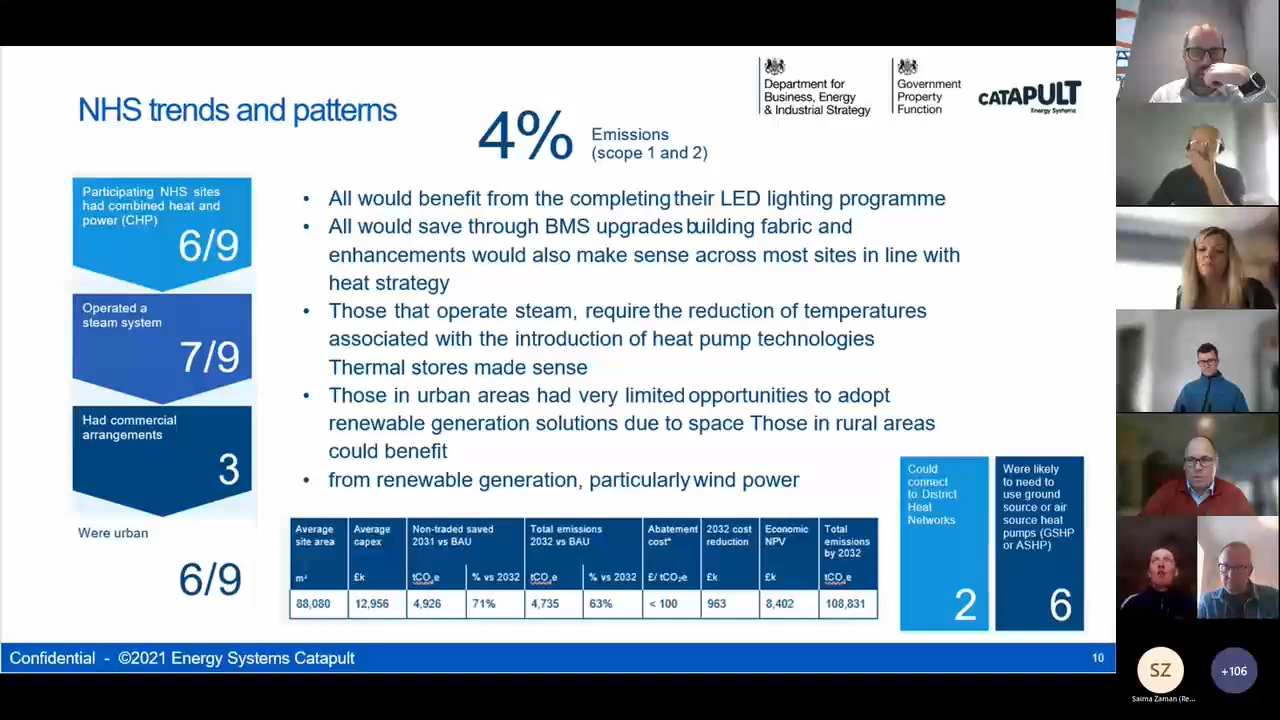 NHS trends and patterns
4%
Emissions
(scope 1 and 2)
Department for
Business, Energy
& Industrial Strategy
Government
Property
Function
CATAPULT
Energy Systems
Participating NHS sites
had combined heat and
power (CHP)
6/9
Operated a
steam system
7/9
Had commercial
arrangements
3
Were urban
6/9
• All would benefit from the completing their LED lighting programme
• All would save through BMS upgrades building fabric and
enhancements would also make sense across most sites in line with
heat strategy
• Those that operate steam, require the reduction of temperatures
associated with the introduction of heat pump technologies
Thermal stores made sense
• Those in urban areas had very limited opportunities to adopt
renewable generation solutions due to space Those in rural areas
could benefit
• from renewable generation, particularly wind power
Average site area Average capex Non-traded saved 2031 vs BAU Total emissions 2032 vs BAU Abatement cost* 2032 cost reduction Economic NPV Total emissions by 2032
m² £k tCO₂e % vs 2032 tCO₂e % vs 2032 £/ tCO₂e £k £k tCO₂e
88,080 12,956 4,926 71% 4,735 63% < 100 963 8,402 108,831
Could
connect
to District
Heat
Networks
2
Were likely
to need to
use ground
source or air
source heat
pumps (GSHP
or ASHP)
6
Confidential - ©2021 Energy Systems Catapult
10
SZ
Saima Zaman (Re...
+106